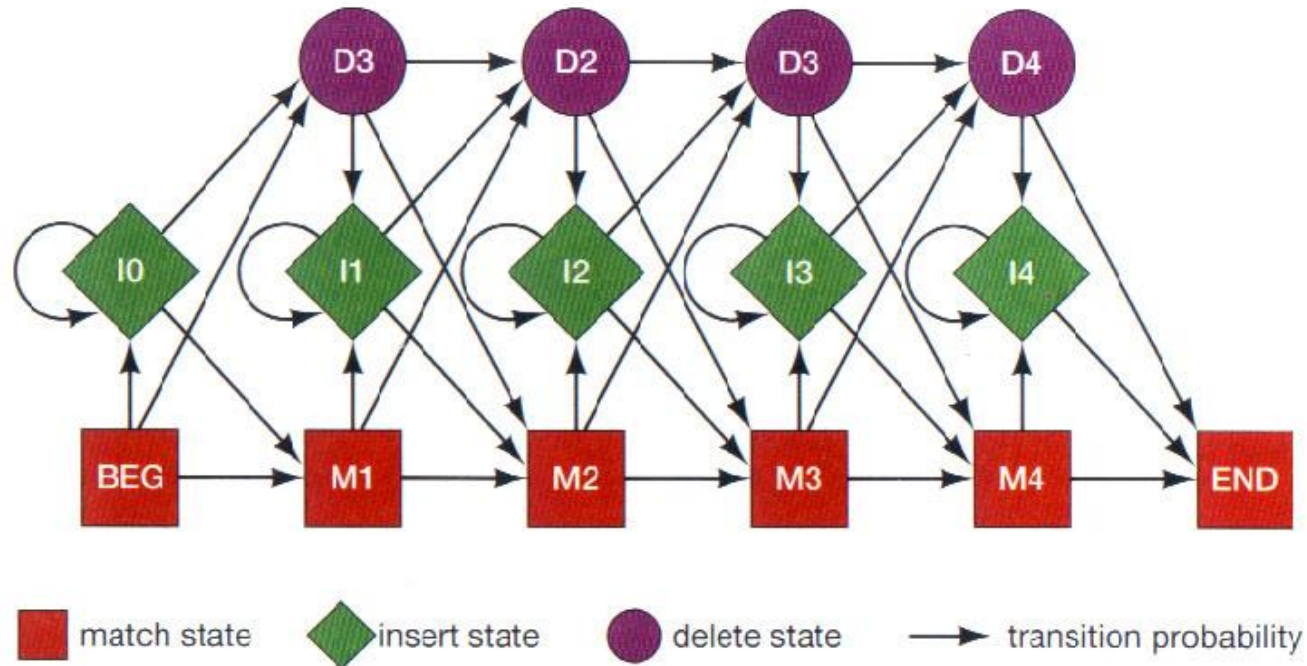 D3 D2 D3 D4
I0 I1 I2 I3 I4
BEG M1 M2 M3 M4 END
match state insert state delete state transition probability